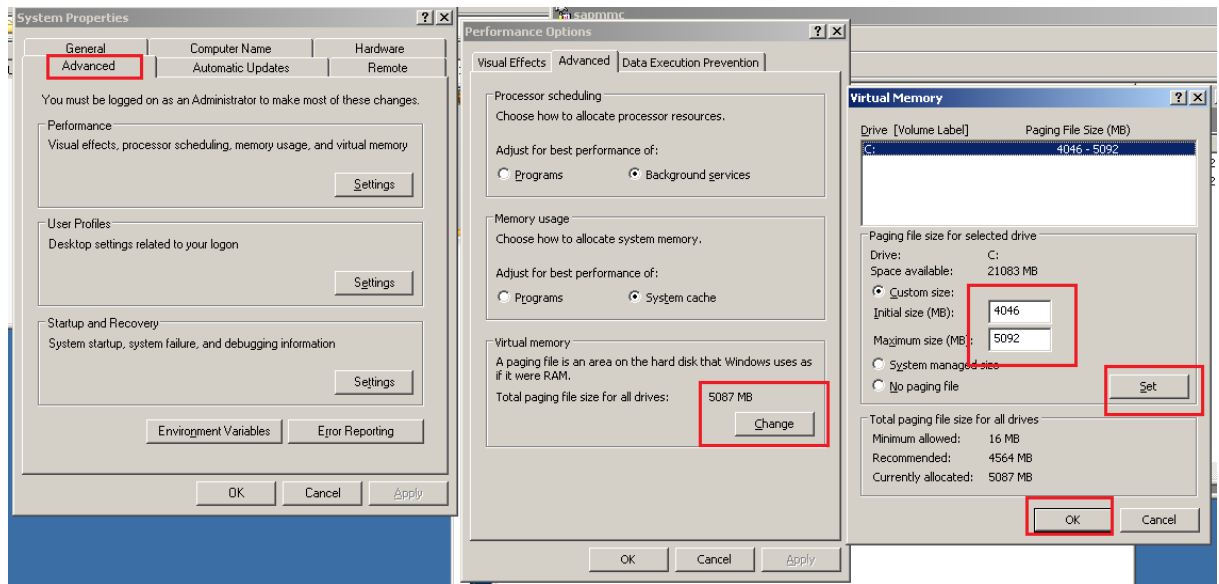 System Properties
General
Computer Name
Hardware
Advanced
Automatic Updates
Remote
You must be logged on as an Administrator to make most of these changes.
Performance
Visual effects, processor scheduling, memory usage, and virtual memory
Settings
User Profiles
Desktop settings related to your logon
Settings
Startup and Recovery
System startup, system failure, and debugging information
Settings
Environment Variables
Error Reporting
OK
Cancel
Apply
sapmmc
Performance Options
Visual Effects
Advanced
Data Execution Prevention
Processor scheduling
Choose how to allocate processor resources.
Adjust for best performance of:
Programs
Background services
Memory usage
Choose how to allocate system memory.
Adjust for best performance of:
Programs
System cache
Virtual memory
A paging file is an area on the hard disk that Windows uses as
if it were RAM.
Total paging file size for all drives:
5087 MB
Change
OK
Cancel
Apply
Virtual Memory
Drive [Volume Label]
Paging File Size (MB)
C:
4046 - 5092
Paging file size for selected drive
Drive:
C:
Space available:
21083 MB
Custom size:
Initial size (MB):
4046
Maximum size (MB):
5092
System managed size
No paging file
Set
Total paging file size for all drives
Minimum allowed:
16 MB
Recommended:
4564 MB
Currently allocated:
5087 MB
OK
Cancel